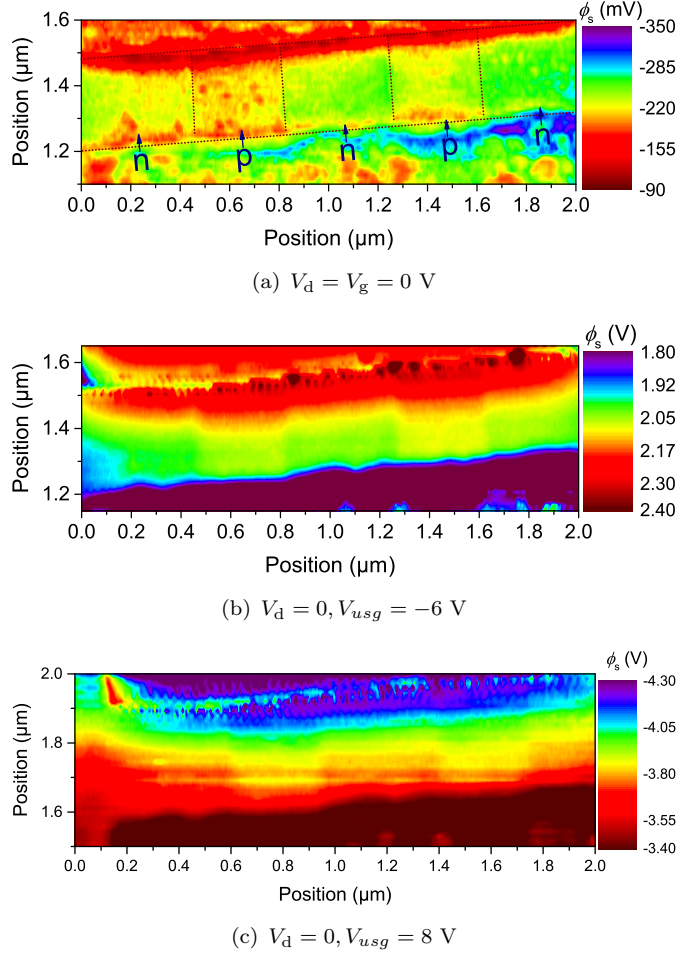 ϕs (mV)
1.6
1.4
1.2
Position (µm)
n p n p n
-350
-285
-220
-155
-90
0.0 0.2 0.4 0.6 0.8 1.0 1.2 1.4 1.6 1.8 2.0
Position (µm)
(a) Vd = Vg = 0 V
ϕs (V)
1.6
1.4
1.2
Position (µm)
1.80
1.92
2.05
2.17
2.30
2.40
0.0 0.2 0.4 0.6 0.8 1.0 1.2 1.4 1.6 1.8 2.0
Position (µm)
(b) Vd = 0, Vusg = −6 V
ϕs (V)
2.0
1.8
1.6
Position (µm)
-4.30
-4.05
-3.80
-3.55
-3.40
0.0 0.2 0.4 0.6 0.8 1.0 1.2 1.4 1.6 1.8 2.0
Position (µm)
(c) Vd = 0, Vusg = 8 V